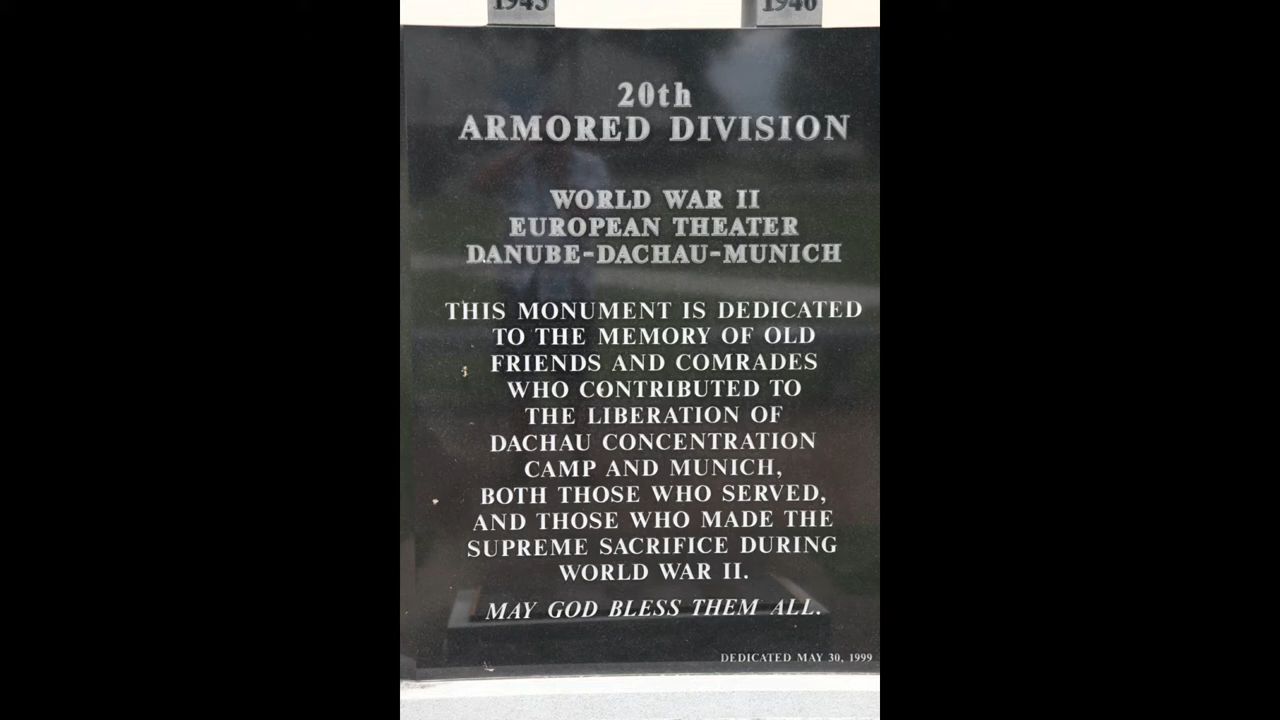 1945 1946
20th
ARMORED DIVISION
WORLD WAR II
EUROPEAN THEATER
DANUBE-DACHAU-MUNICH
THIS MONUMENT IS DEDICATED
TO THE MEMORY OF OLD
FRIENDS AND COMRADES
WHO CONTRIBUTED TO
THE LIBERATION OF
DACHAU CONCENTRATION
CAMP AND MUNICH,
BOTH THOSE WHO SERVED,
AND THOSE WHO MADE THE
SUPREME SACRIFICE DURING
WORLD WAR II.
MAY GOD BLESS THEM ALL.
DEDICATED MAY 30, 1999